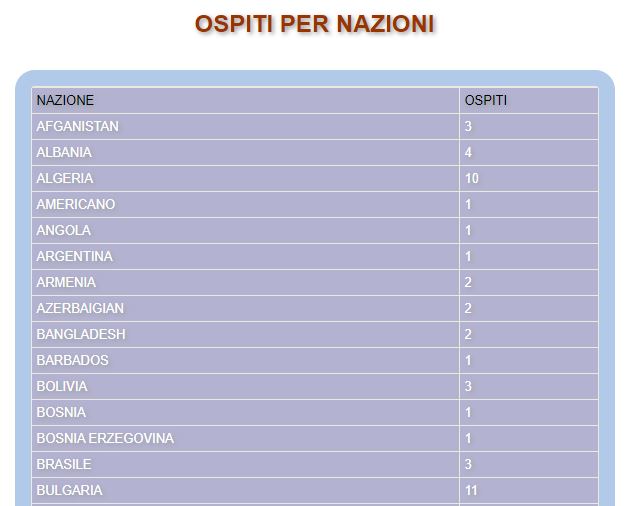 OSPITI PER NAZIONI
NAZIONE OSPITI
AFGANISTAN 3
ALBANIA 4
ALGERIA 10
AMERICANO 1
ANGOLA 1
ARGENTINA 1
ARMENIA 2
AZERBAIGIAN 2
BANGLADESH 2
BARBADOS 1
BOLIVIA 3
BOSNIA 1
BOSNIA ERZEGOVINA 1
BRASILE 3
BULGARIA 11